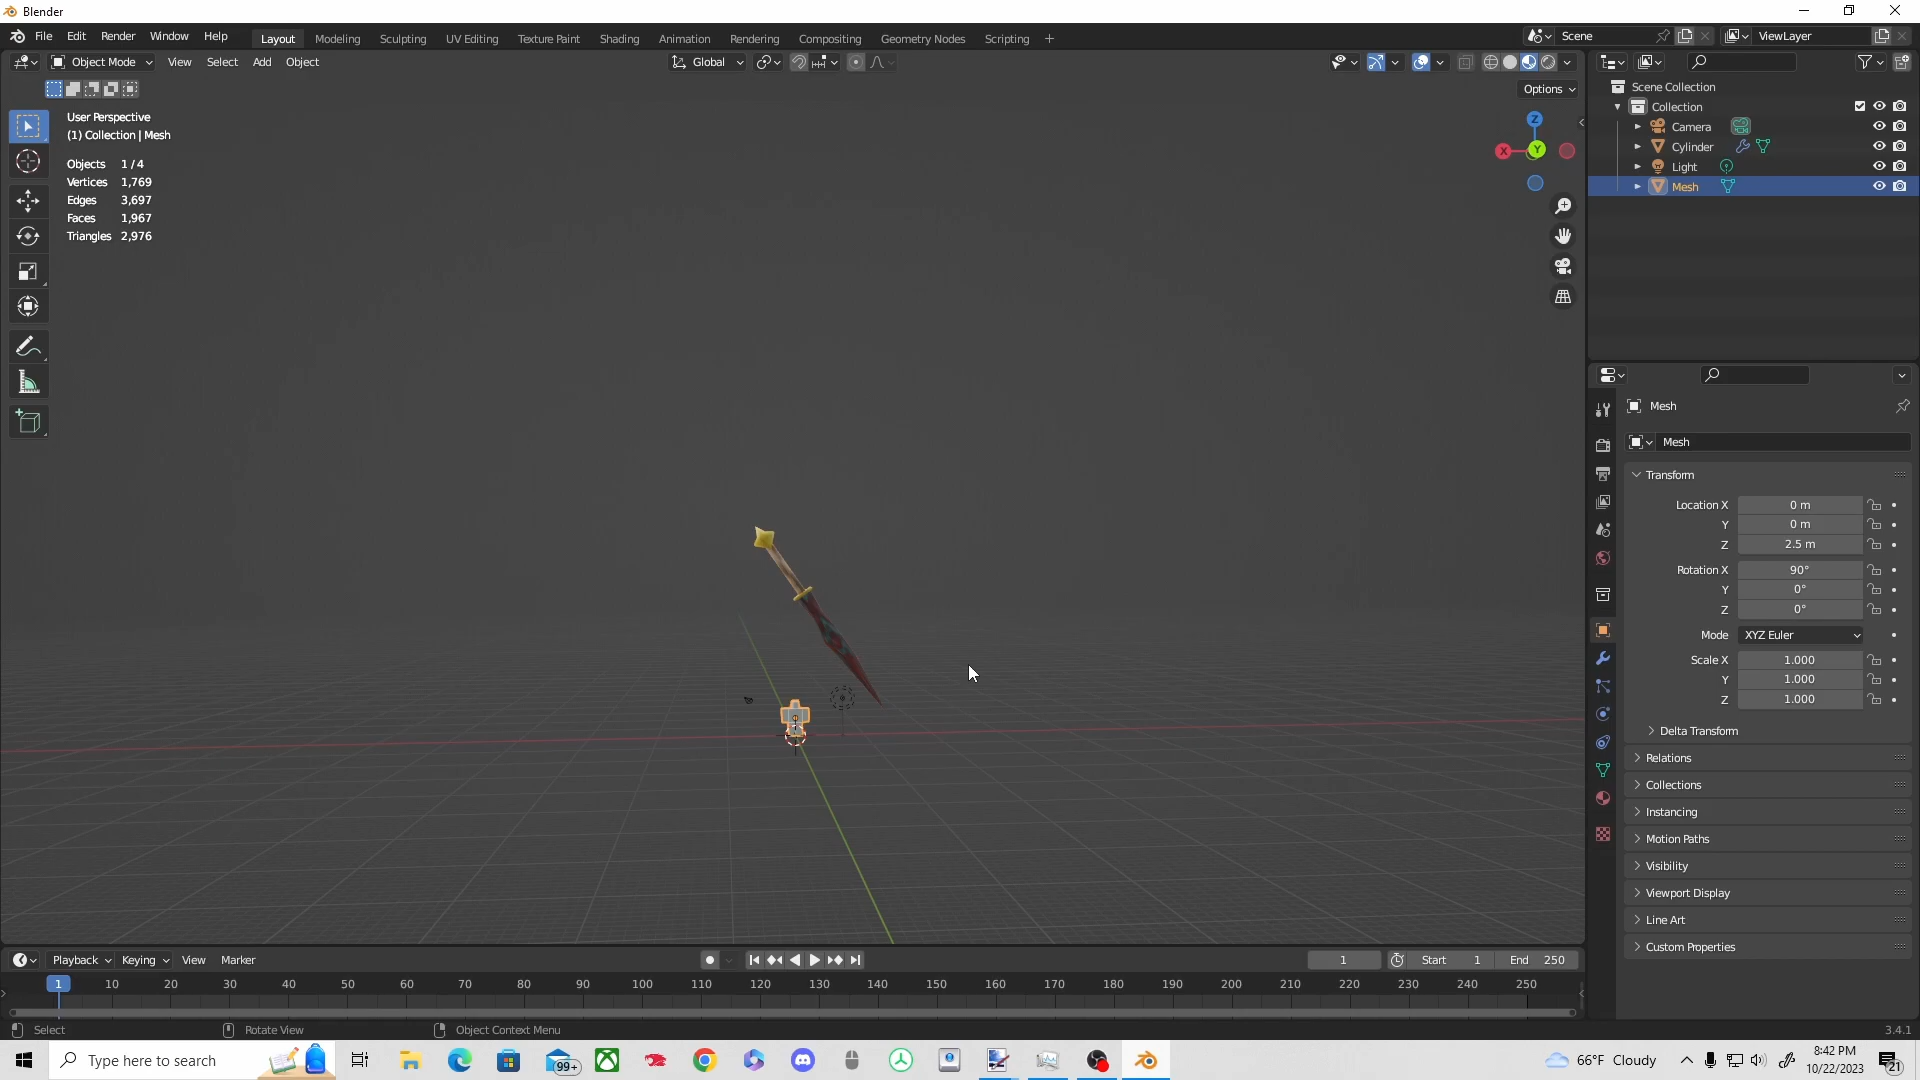 Blender
File Edit Render Window Help Layout Modeling Sculpting UV Editing Texture Paint Shading Animation Rendering Compositing Geometry Nodes Scripting + Scene ViewLayer
Object Mode View Select Add Object Global
Options
User Perspective
(1) Collection | Mesh
Objects 1/4
Vertices 1,769
Edges 3,697
Faces 1,967
Triangles 2,976
Z
X Y
Scene Collection
Collection
Camera
Cylinder
Light
Mesh
Mesh
Mesh
Transform
Location X 0 m
Y 0 m
Z 2.5 m
Rotation X 90°
Y 0°
Z 0°
Mode XYZ Euler
Scale X 1.000
Y 1.000
Z 1.000
Delta Transform
Relations
Collections
Instancing
Motion Paths
Visibility
Viewport Display
Line Art
Custom Properties
Playback Keying View Marker 1 Start 1 End 250
1 10 20 30 40 50 60 70 80 90 100 110 120 130 140 150 160 170 180 190 200 210 220 230 240 250
Select Rotate View Object Context Menu 3.4.1
Type here to search 99+ 66°F Cloudy 8:42 PM
10/22/2023 21